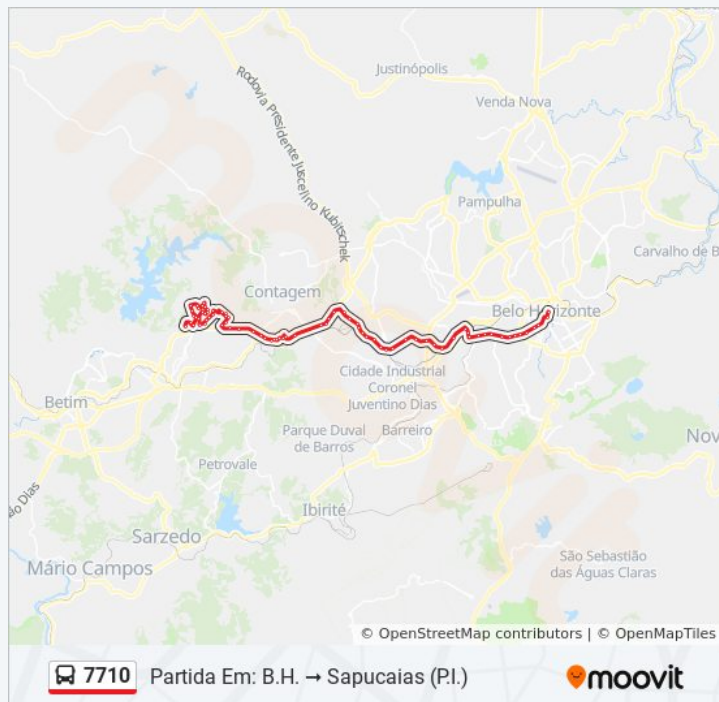 Justinópolis
Venda Nova
Rodovia Presidente Juscelino Kubitschek
Pampulha
Carvalho de B
Contagem
Belo Horizonte
Cidade Industrial
Coronel
Juventino Dias
Betim
Parque Duval
de Barros
Barreiro
Nov
Petrovale
ão Dias
Ibirité
Sarzedo
São Sebastião
das Águas Claras
Mário Campos
© OpenStreetMap contributors | © OpenMapTiles
7710 Partida Em: B.H. → Sapucaias (P.I.)
moovit